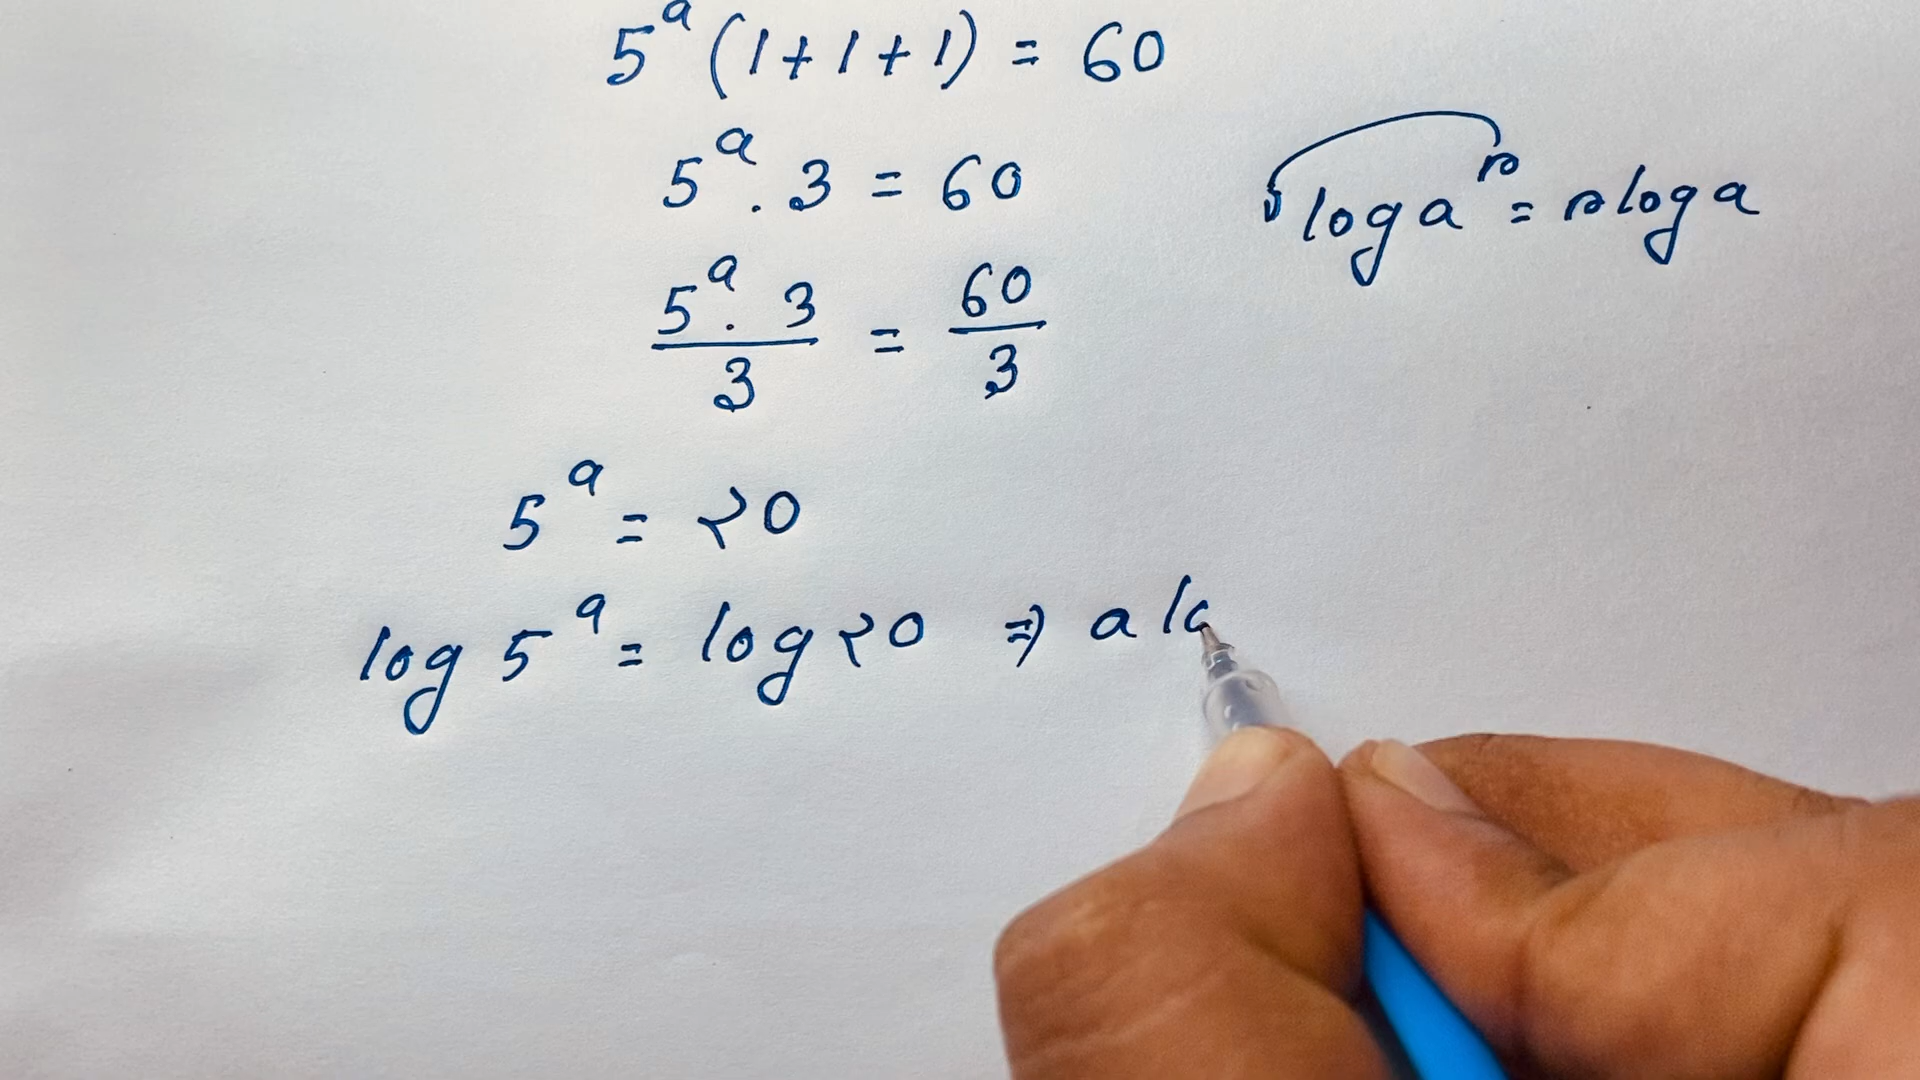 5^a (1+1+1) = 60
5^a . 3 = 60
log a^n = n log a
5^a . 3 / 3 = 60 / 3
5^a = 20
log 5^a = log 20 ⇒ a lo